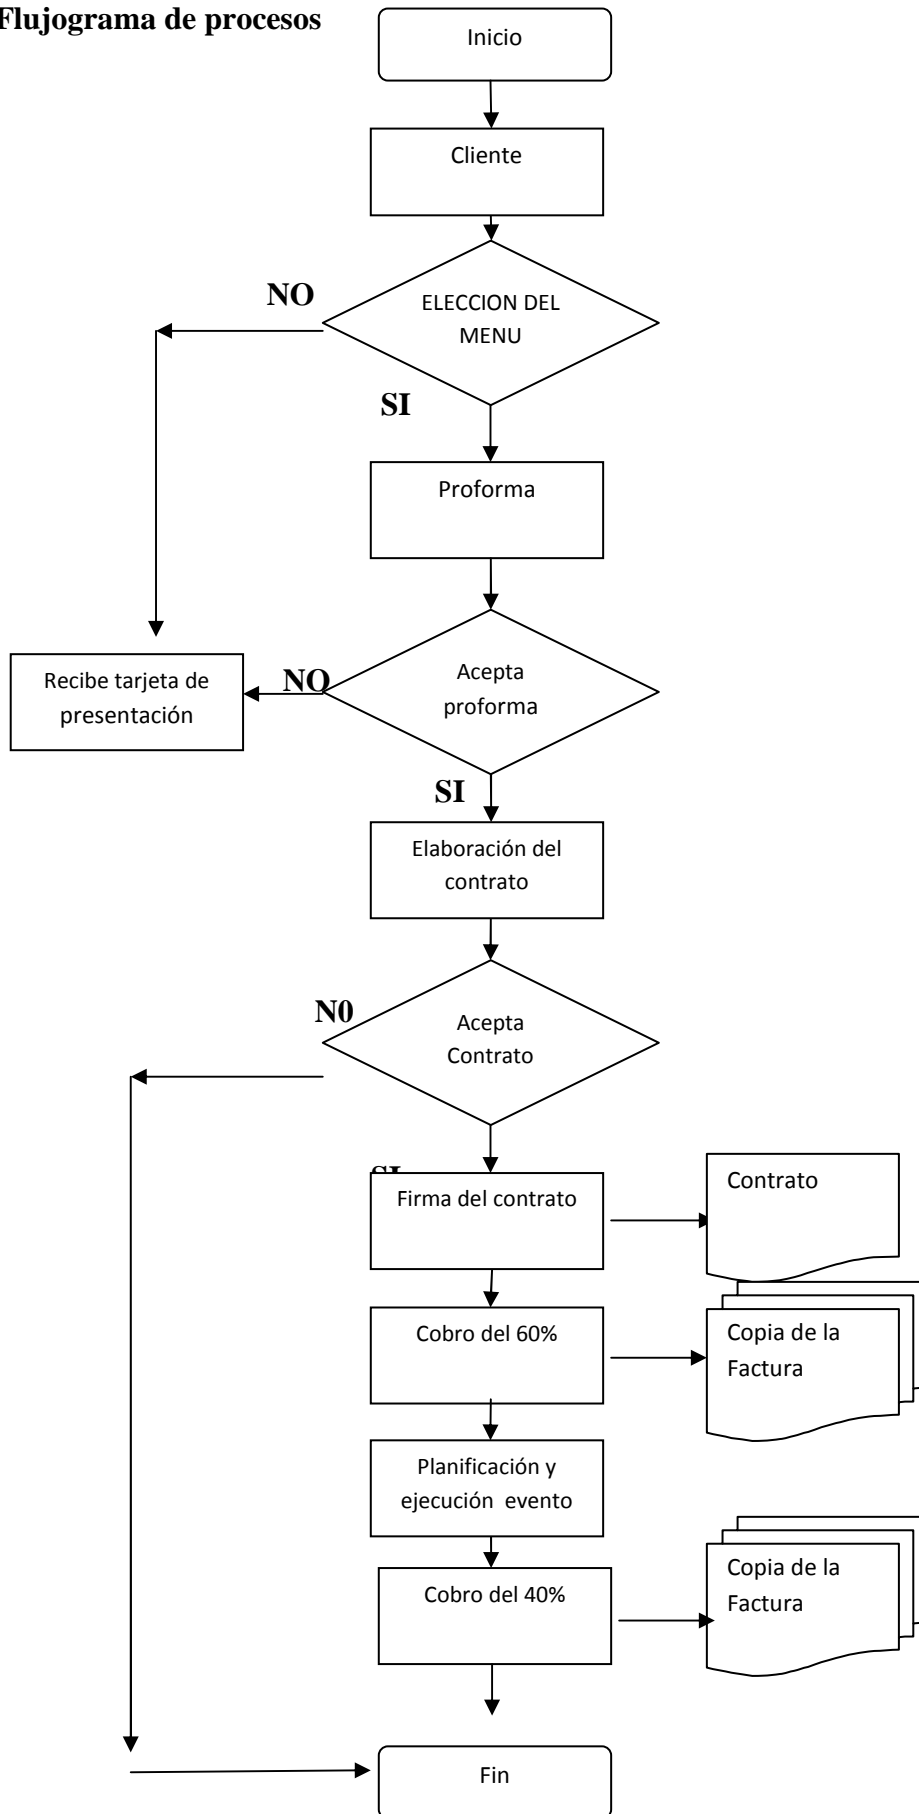 Flujograma de procesos
Inicio
Cliente
NO
ELECCION DEL
MENU
SI
Proforma
Recibe tarjeta de
presentación
NO
Acepta
proforma
SI
Elaboración del
contrato
N0
Acepta
Contrato
SI
Firma del contrato
Contrato
Cobro del 60%
Copia de la
Factura
Planificación y
ejecución evento
Cobro del 40%
Copia de la
Factura
Fin